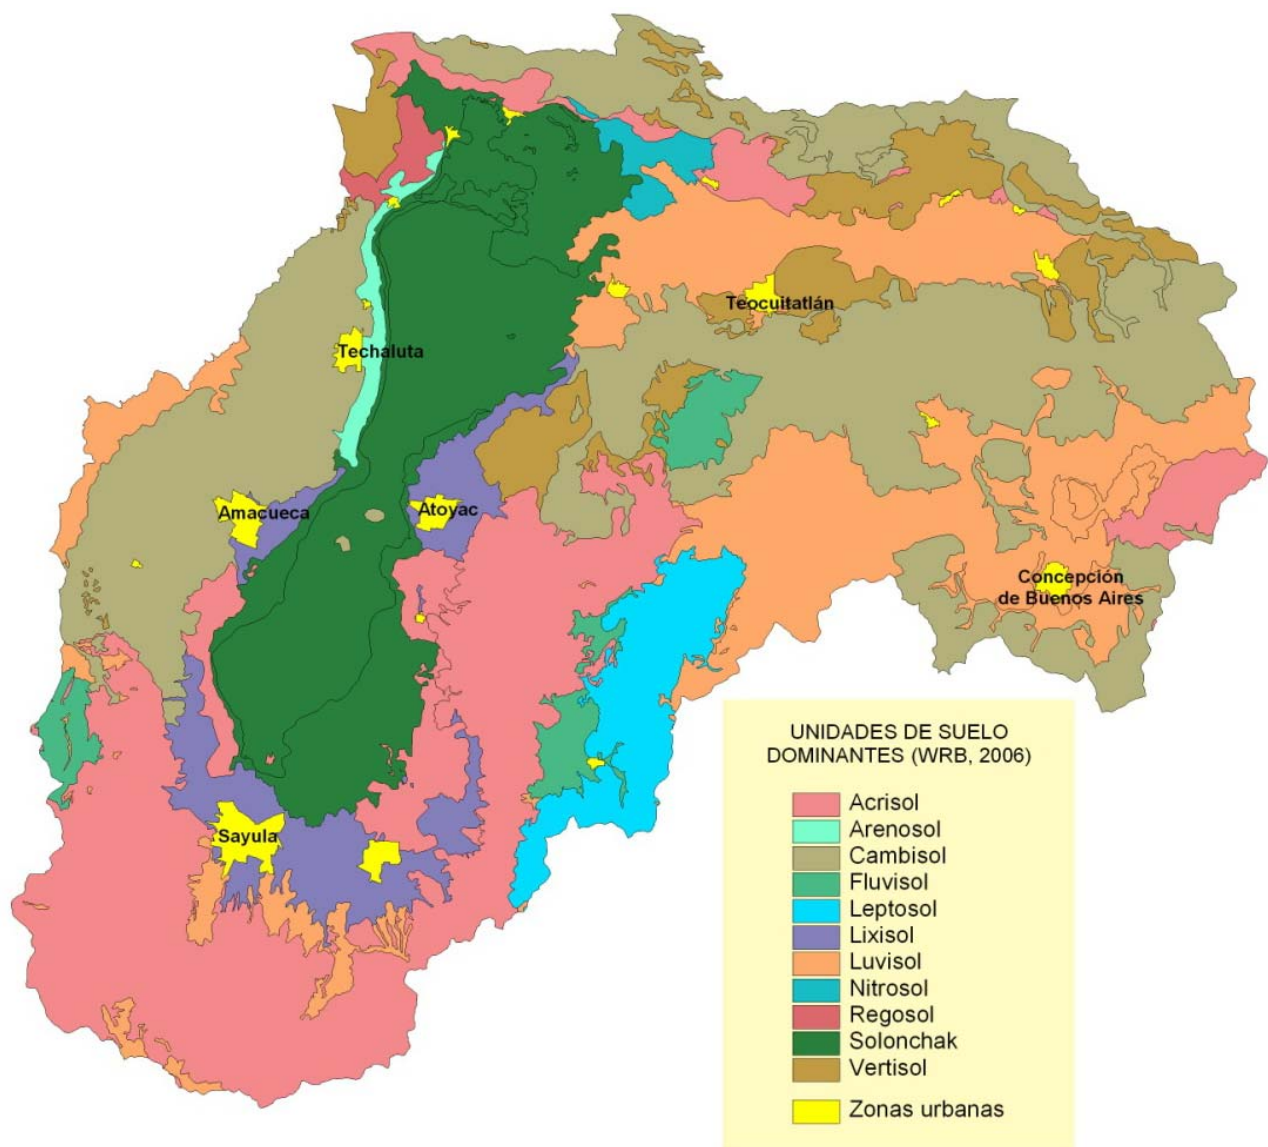 Teocuitatlán
Techaluta
Amacueca
Atoyac
Concepción
de Buenos Aires
Sayula
UNIDADES DE SUELO
DOMINANTES (WRB, 2006)
Acrisol
Arenosol
Cambisol
Fluvisol
Leptosol
Lixisol
Luvisol
Nitrosol
Regosol
Solonchak
Vertisol
Zonas urbanas